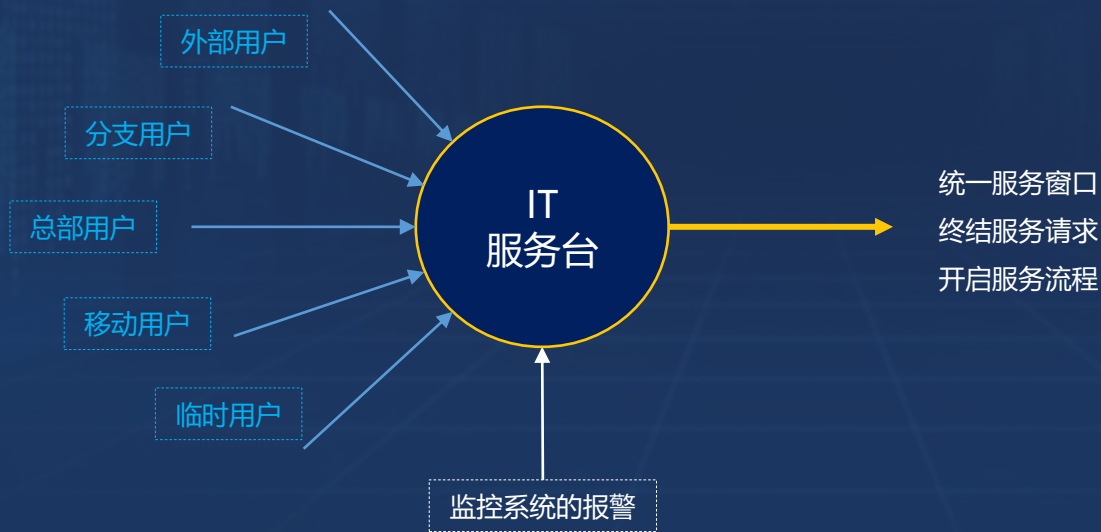 外部用户
分支用户
总部用户
移动用户
临时用户
IT
服务台
统一服务窗口
终结服务请求
开启服务流程
监控系统的报警